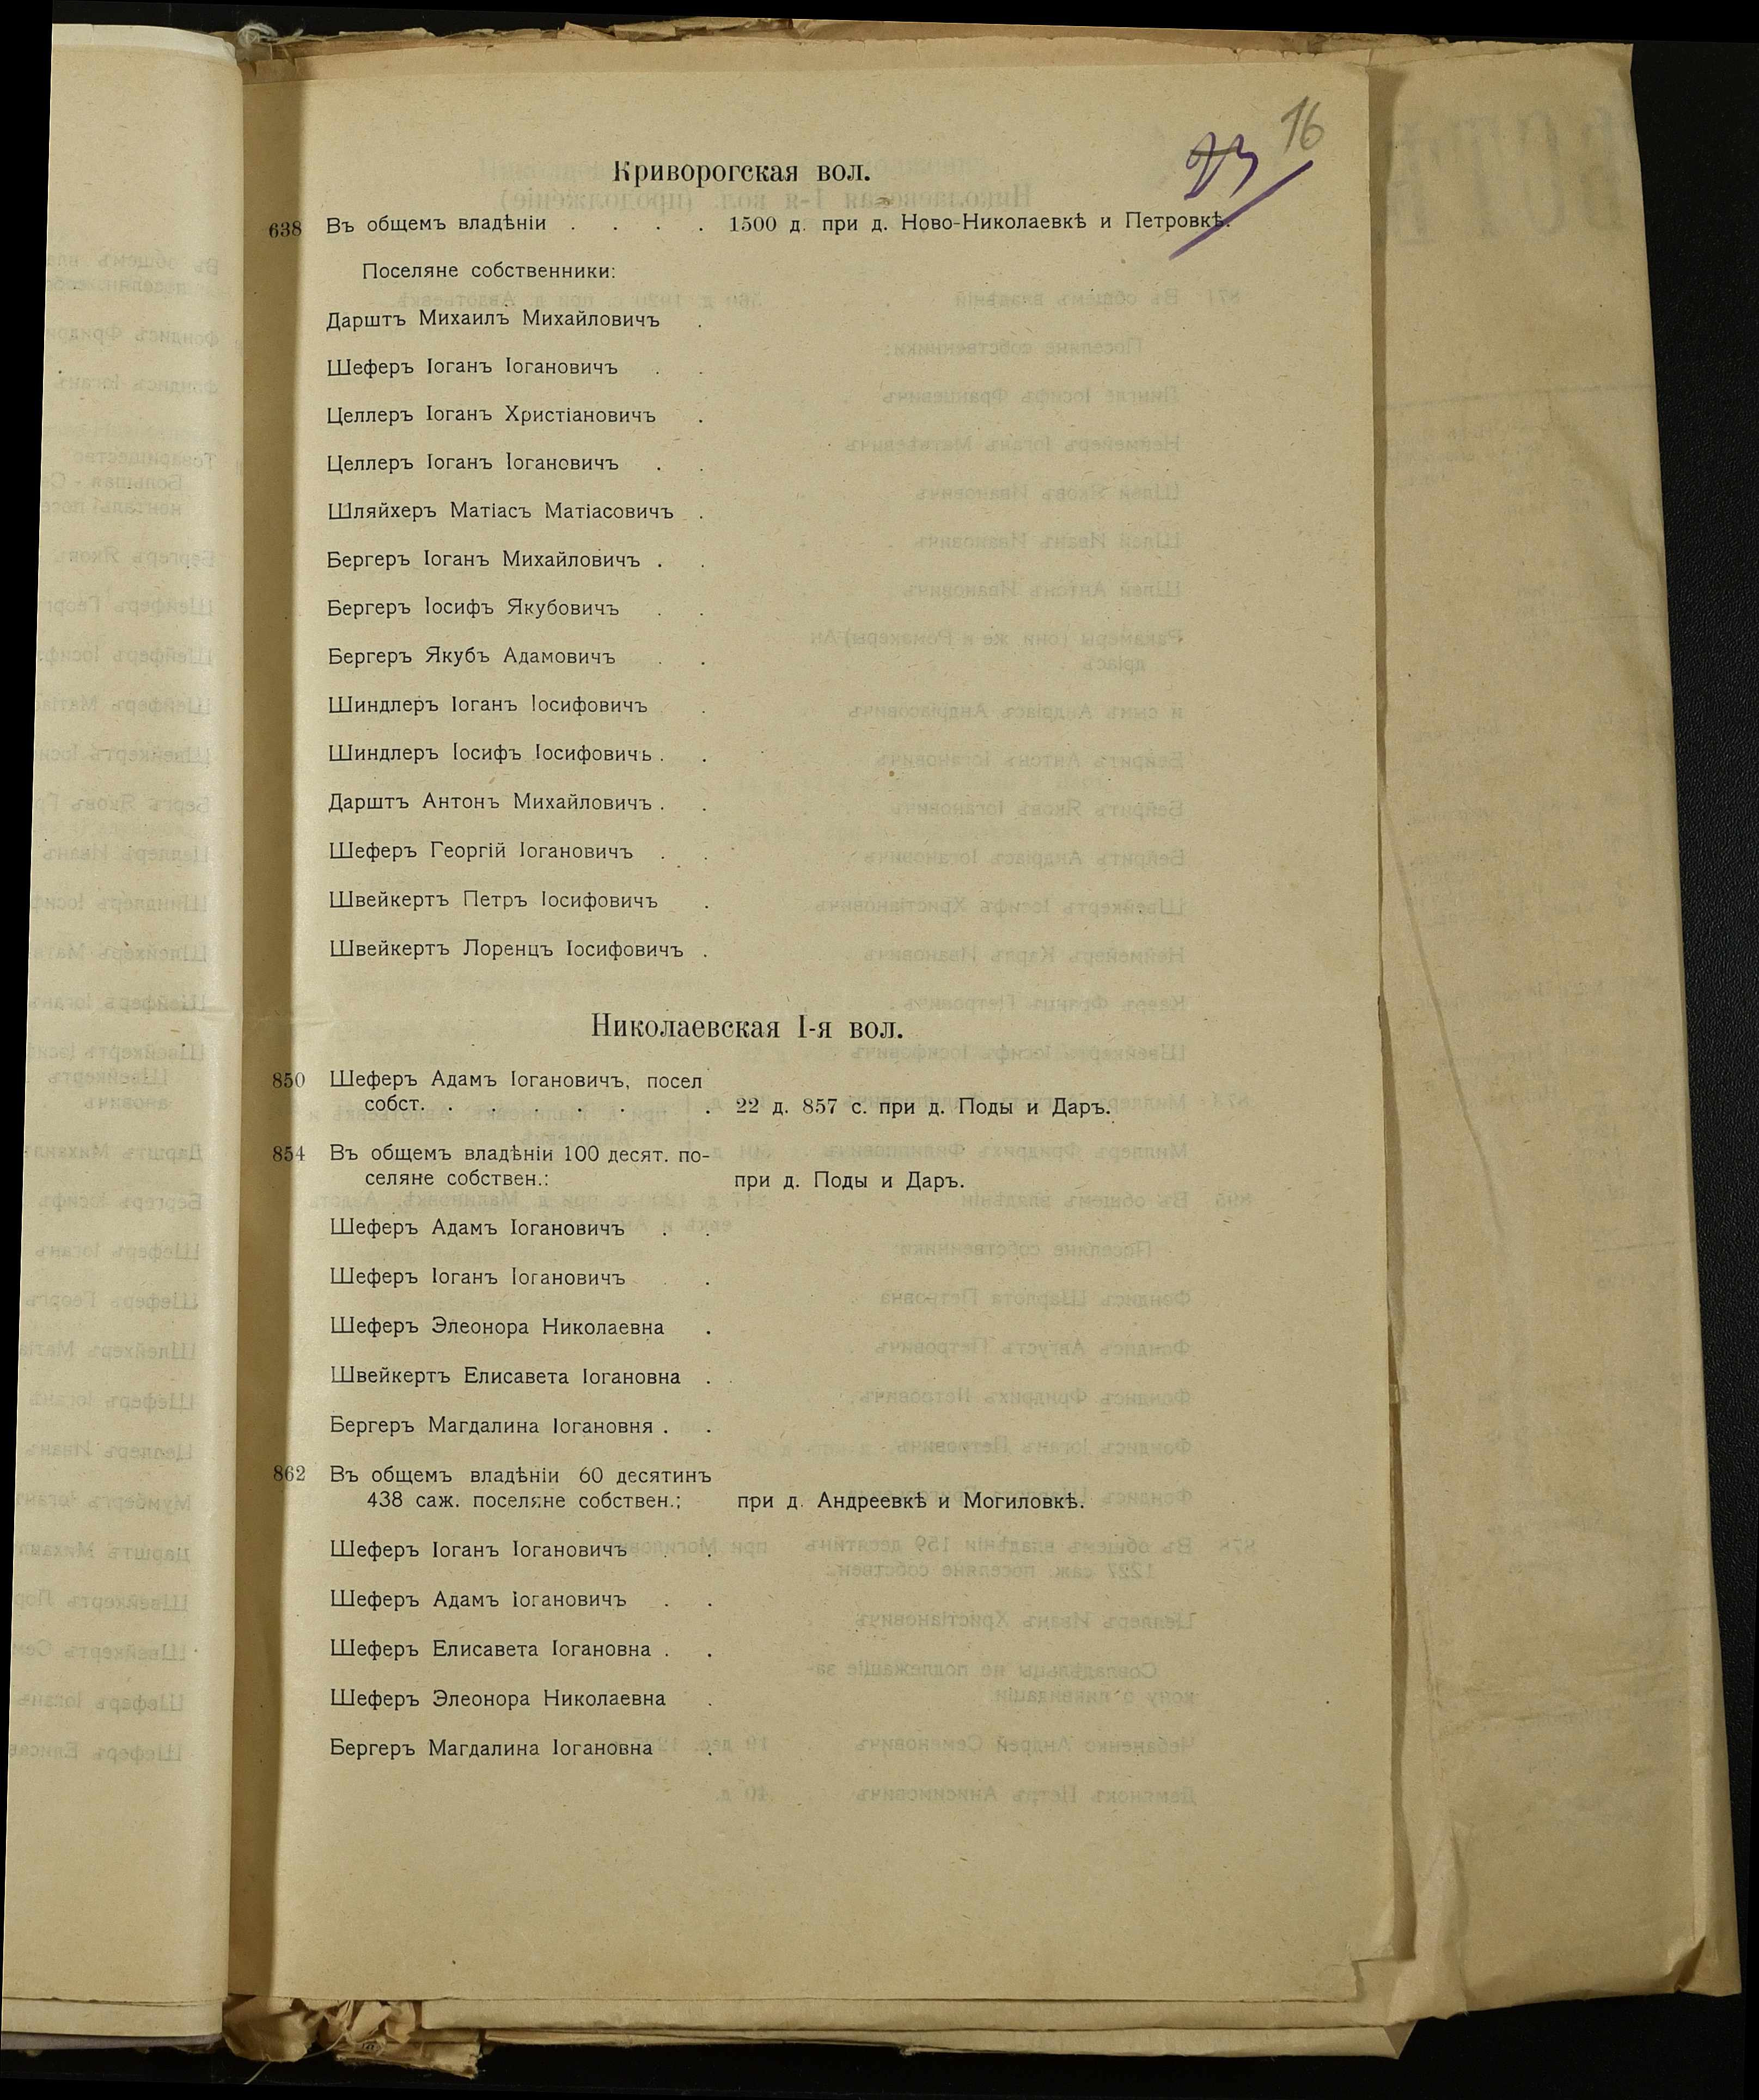 16
Криворогская вол.
638 Въ общемъ владѣніи . . . . 1500 д. при д. Ново-Николаевкѣ и Петровкѣ.
Поселяне собственники:
Дарштъ Михаилъ Михайловичъ .
Шеферъ Іоганъ Іогановичъ . .
Целлеръ Іоганъ Христіановичъ .
Целлеръ Іоганъ Іогановичъ . .
Шляйхеръ Матіасъ Матіасовичъ .
Бергеръ Іоганъ Михайловичъ . .
Бергеръ Іосифъ Якубовичъ . .
Бергеръ Якубъ Адамовичъ . .
Шиндлеръ Іоганъ Іосифовичъ .
Шиндлеръ Іосифъ Іосифовичъ . .
Дарштъ Антонъ Михайловичъ . .
Шеферъ Георгій Іогановичъ . .
Швейкертъ Петръ Іосифовичъ .
Швейкертъ Лоренцъ Іосифовичъ .
Николаевская 1-я вол.
850 Шеферъ Адамъ Іогановичъ, посел
собст. . . . . . . 22 д. 857 с. при д. Поды и Даръ.
854 Въ общемъ владѣніи 100 десят. по-
селяне собствен.: при д. Поды и Даръ.
Шеферъ Адамъ Іогановичъ . .
Шеферъ Іоганъ Іогановичъ .
Шеферъ Элеонора Николаевна .
Швейкертъ Елисавета Іогановна .
Бергеръ Магдалина Іогановня . .
862 Въ общемъ владѣніи 60 десятинъ
438 саж. поселяне собствен.; при д. Андреевкѣ и Могиловкѣ.
Шеферъ Іоганъ Іогановичъ . .
Шеферъ Адамъ Іогановичъ . .
Шеферъ Елисавета Іогановна . .
Шеферъ Элеонора Николаевна .
Бергеръ Магдалина Іогановна .